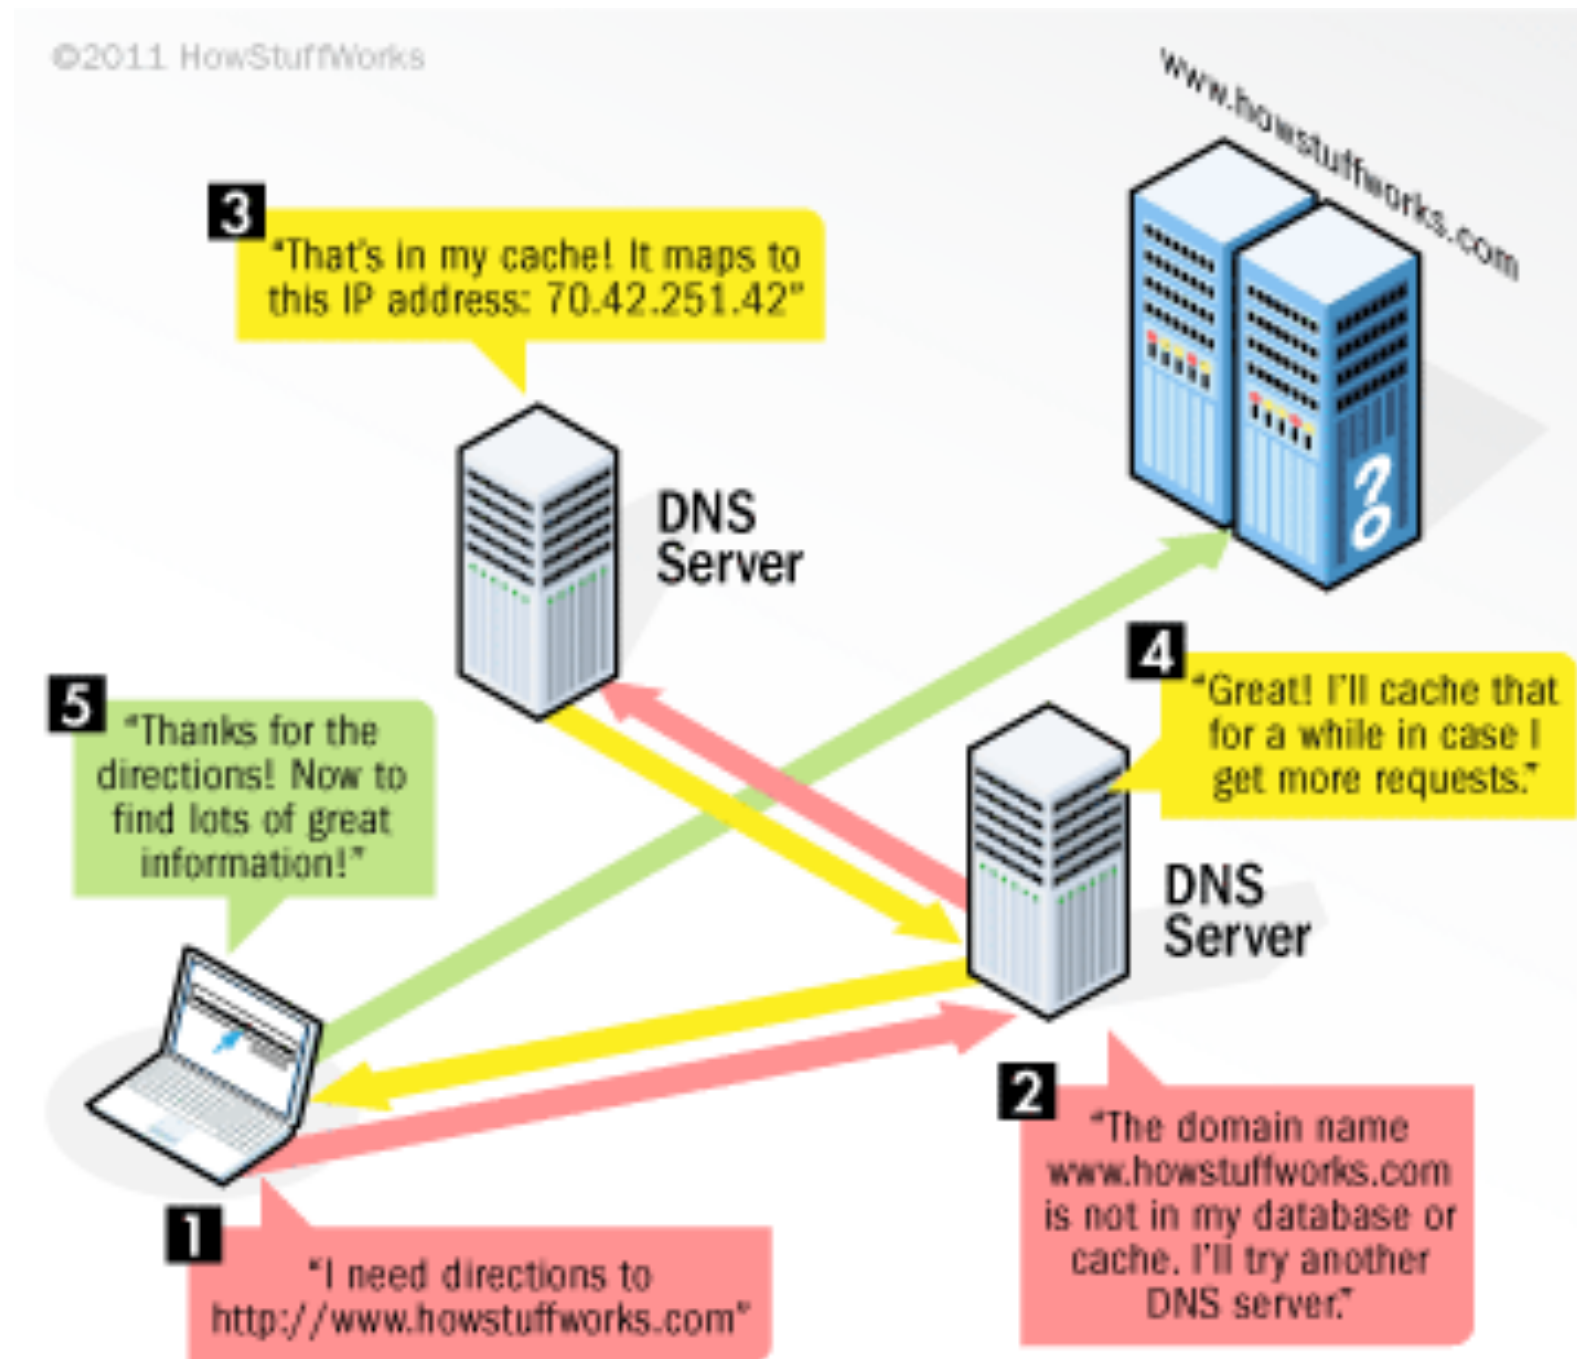 ©2011 HowStuffWorks
www.howstuffworks.com
3
"That's in my cache! It maps to
this IP address: 70.42.251.42"
DNS
Server
4
"Great! I'll cache that
for a while in case I
get more requests."
5
"Thanks for the
directions! Now to
find lots of great
information!"
DNS
Server
2
"The domain name
www.howstuffworks.com
is not in my database or
cache. I'll try another
DNS server."
1
"I need directions to
http://www.howstuffworks.com"
?